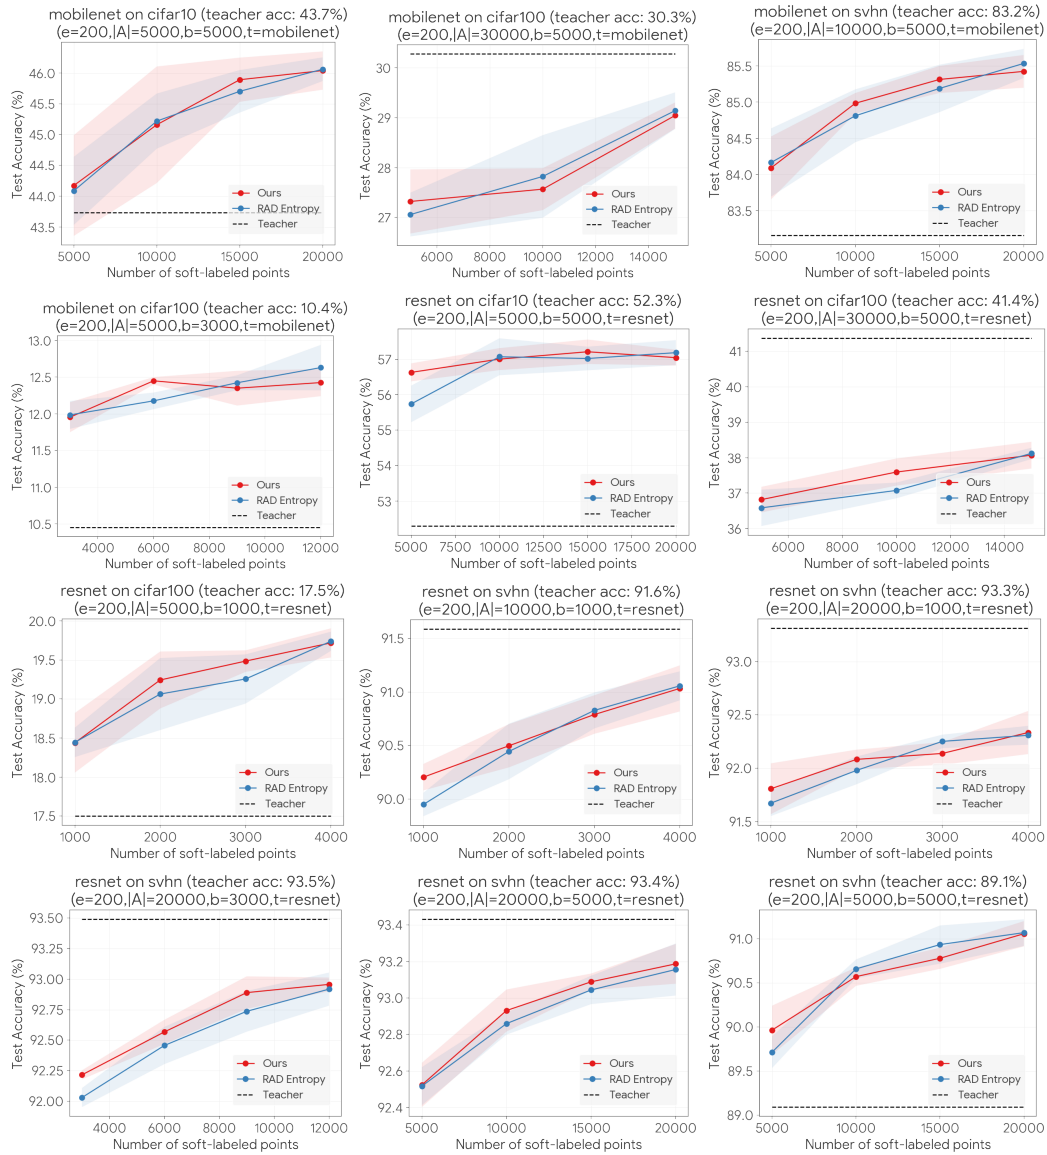 mobilenet on cifar10 (teacher acc: 43.7%)
(e=200,|A|=5000,b=5000,t=mobilenet)
Test Accuracy (%)
46.0
45.5
45.0
44.5
44.0
43.5
Ours
RAD Entropy
Teacher
5000 10000 15000 20000
Number of soft-labeled points
mobilenet on cifar100 (teacher acc: 30.3%)
(e=200,|A|=30000,b=5000,t=mobilenet)
Test Accuracy (%)
30
29
28
27
Ours
RAD Entropy
Teacher
6000 8000 10000 12000 14000
Number of soft-labeled points
mobilenet on svhn (teacher acc: 83.2%)
(e=200,|A|=10000,b=5000,t=mobilenet)
Test Accuracy (%)
85.5
85.0
84.5
84.0
83.5
Ours
RAD Entropy
Teacher
5000 10000 15000 20000
Number of soft-labeled points
mobilenet on cifar100 (teacher acc: 10.4%)
(e=200,|A|=5000,b=3000,t=mobilenet)
Test Accuracy (%)
13.0
12.5
12.0
11.5
11.0
10.5
Ours
RAD Entropy
Teacher
4000 6000 8000 10000 12000
Number of soft-labeled points
resnet on cifar10 (teacher acc: 52.3%)
(e=200,|A|=5000,b=5000,t=resnet)
Test Accuracy (%)
57
56
55
54
53
Ours
RAD Entropy
Teacher
5000 7500 10000 12500 15000 17500 20000
Number of soft-labeled points
resnet on cifar100 (teacher acc: 41.4%)
(e=200,|A|=30000,b=5000,t=resnet)
Test Accuracy (%)
41
40
39
38
37
36
Ours
RAD Entropy
Teacher
6000 8000 10000 12000 14000
Number of soft-labeled points
resnet on cifar100 (teacher acc: 17.5%)
(e=200,|A|=5000,b=1000,t=resnet)
Test Accuracy (%)
20.0
19.5
19.0
18.5
18.0
17.5
Ours
RAD Entropy
Teacher
1000 2000 3000 4000
Number of soft-labeled points
resnet on svhn (teacher acc: 91.6%)
(e=200,|A|=10000,b=1000,t=resnet)
Test Accuracy (%)
91.5
91.0
90.5
90.0
Ours
RAD Entropy
Teacher
1000 2000 3000 4000
Number of soft-labeled points
resnet on svhn (teacher acc: 93.3%)
(e=200,|A|=20000,b=1000,t=resnet)
Test Accuracy (%)
93.0
92.5
92.0
91.5
Ours
RAD Entropy
Teacher
1000 2000 3000 4000
Number of soft-labeled points
resnet on svhn (teacher acc: 93.5%)
(e=200,|A|=20000,b=3000,t=resnet)
Test Accuracy (%)
93.50
93.25
93.00
92.75
92.50
92.25
92.00
Ours
RAD Entropy
Teacher
4000 6000 8000 10000 12000
Number of soft-labeled points
resnet on svhn (teacher acc: 93.4%)
(e=200,|A|=20000,b=5000,t=resnet)
Test Accuracy (%)
93.4
93.2
93.0
92.8
92.6
92.4
Ours
RAD Entropy
Teacher
5000 10000 15000 20000
Number of soft-labeled points
resnet on svhn (teacher acc: 89.1%)
(e=200,|A|=5000,b=5000,t=resnet)
Test Accuracy (%)
91.0
90.5
90.0
89.5
89.0
Ours
RAD Entropy
Teacher
5000 10000 15000 20000
Number of soft-labeled points